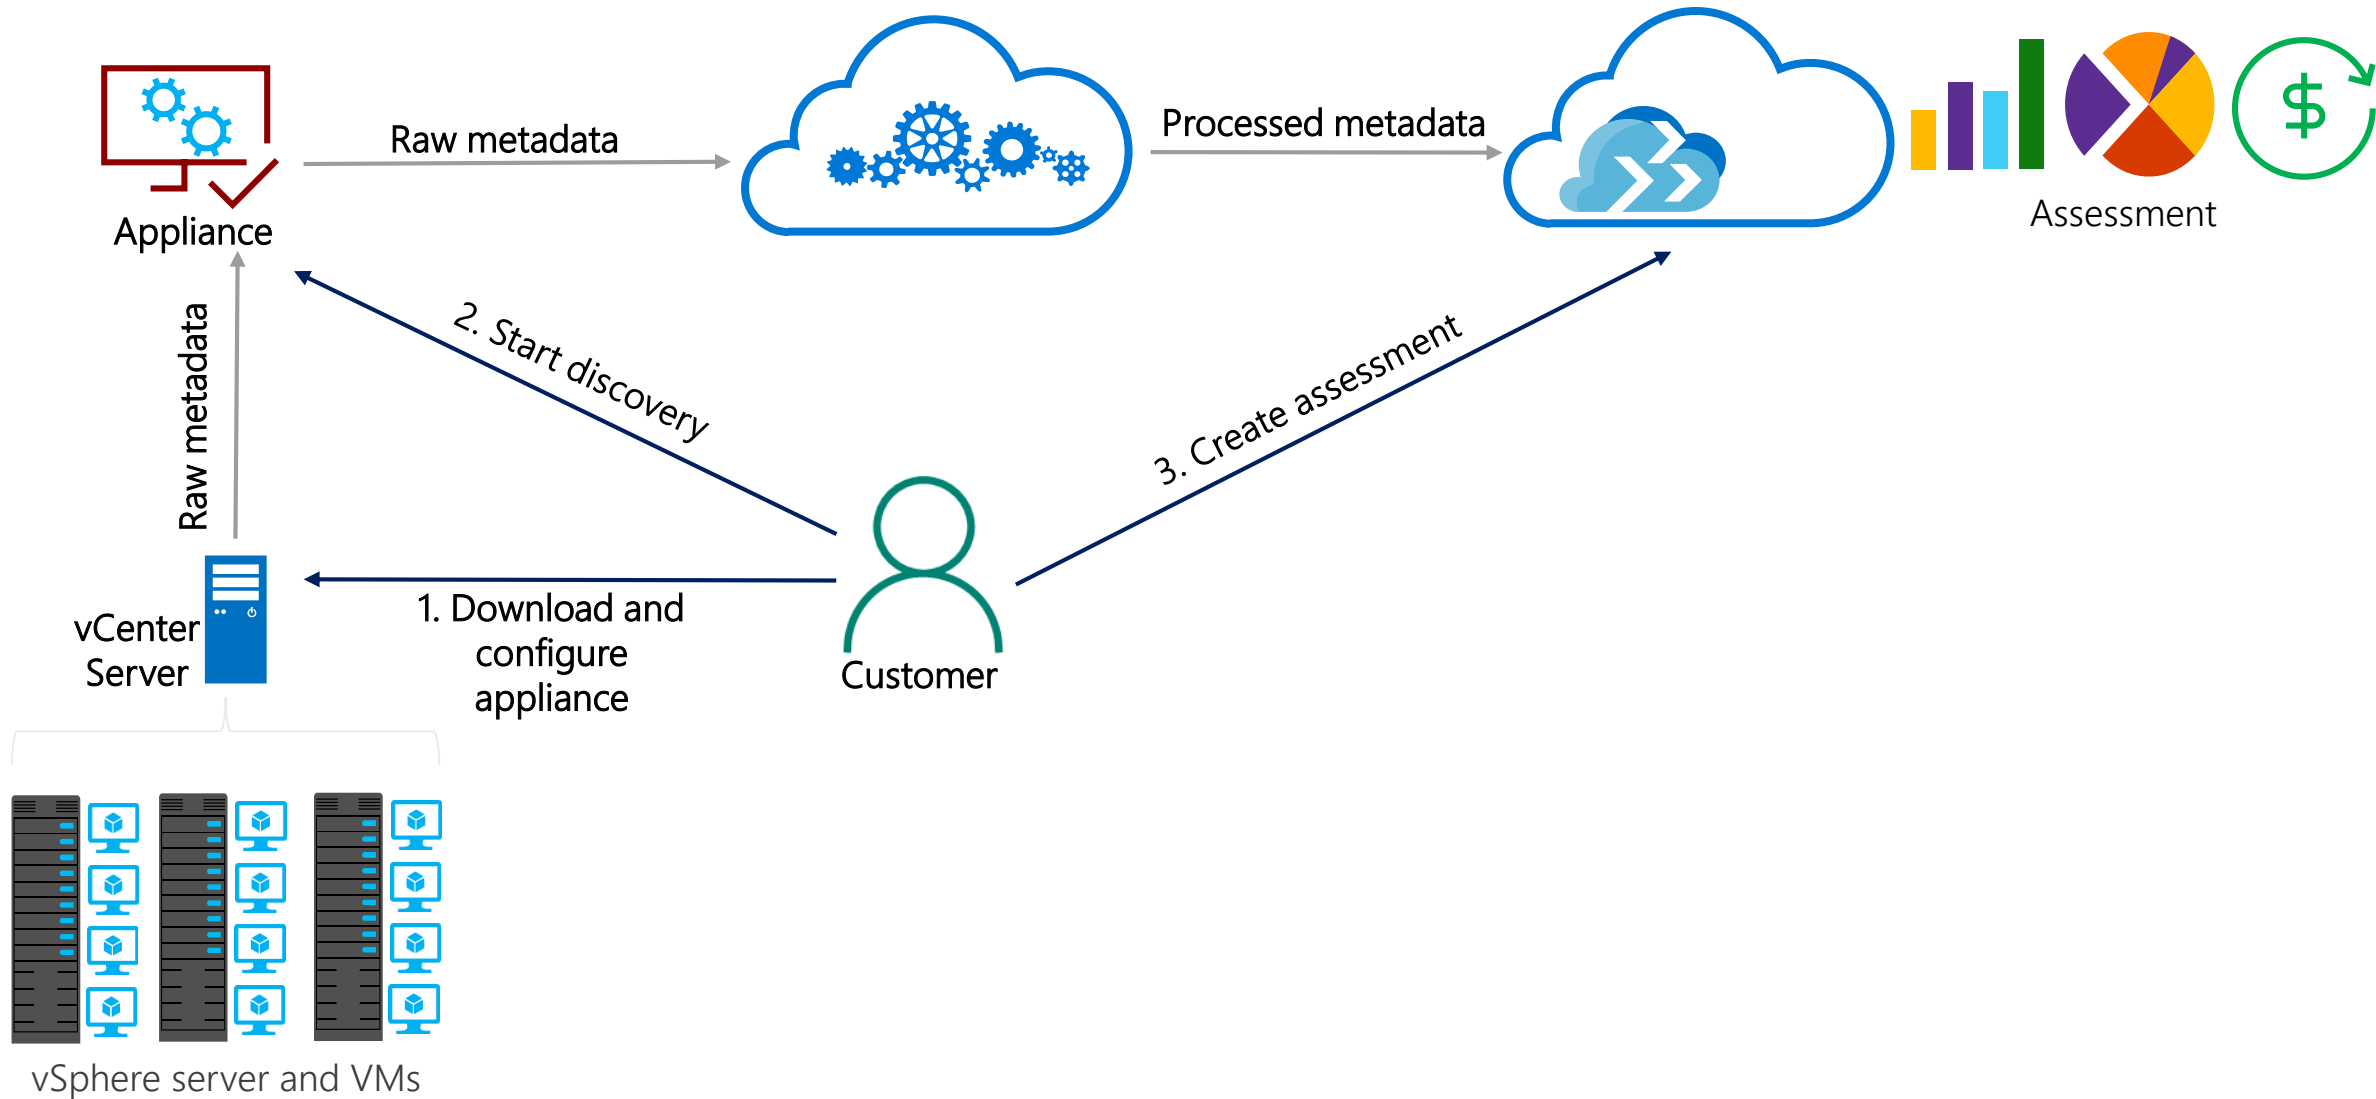 Raw metadata
Processed metadata
Assessment
Appliance
Raw metadata
2. Start discovery
3. Create assessment
vCenter
Server
1. Download and
configure
appliance
Customer
vSphere server and VMs